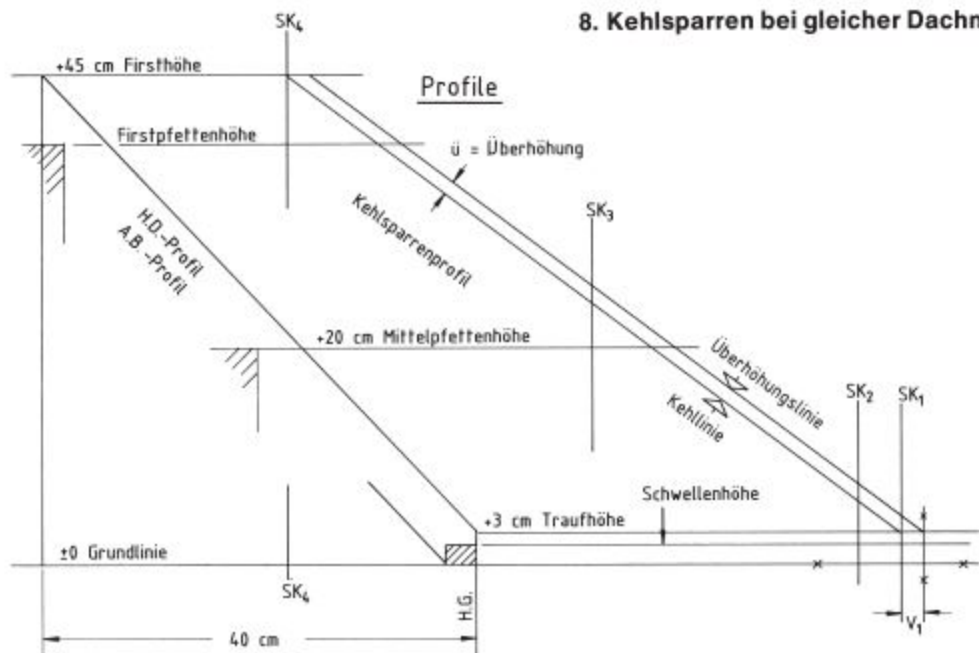 8. Kehlsparren bei gleicher Dachn
SK₄
+45 cm Firsthöhe
Profile
Firstpfettenhöhe
ü = Überhöhung
Kehlsparrenprofil
SK₃
H.D.-Profil
A.B.-Profil
+20 cm Mittelpfettenhöhe
Überhöhungslinie
Kehllinie
SK₂
SK₁
Schwellenhöhe
+3 cm Traufhöhe
±0 Grundlinie
SK₄
H.G.
V₁
40 cm